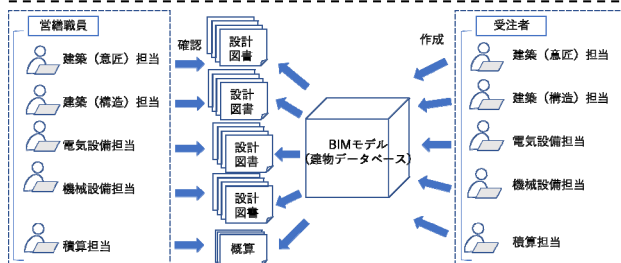 営繕職員
建築（意匠）担当
建築（構造）担当
電気設備担当
機械設備担当
積算担当
確認
設計
図書
設計
図書
設計
図書
設計
図書
概算
BIMモデル
(建物データベース)
作成
受注者
建築（意匠）担当
建築（構造）担当
電気設備担当
機械設備担当
積算担当